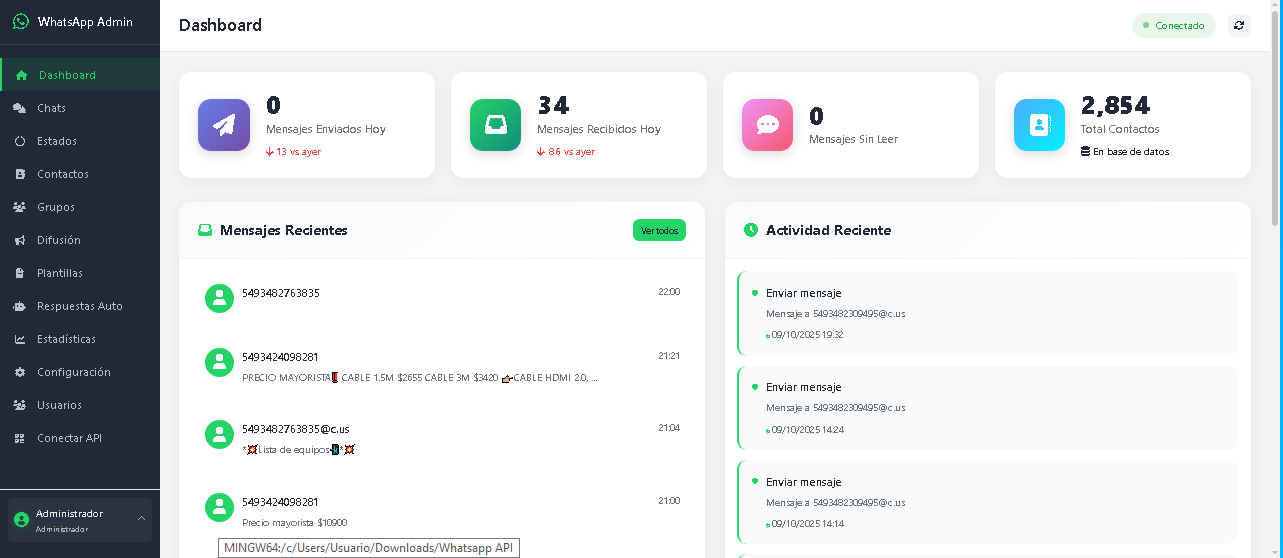 WhatsApp Admin
Dashboard
Chats
Estados
Contactos
Grupos
Difusión
Plantillas
Respuestas Auto
Estadísticas
Configuración
Usuarios
Conectar API
Administrador
Administrador
Dashboard
Conectado
0
Mensajes Enviados Hoy
13 vs ayer
34
Mensajes Recibidos Hoy
86 vs ayer
0
Mensajes Sin Leer
2,854
Total Contactos
En base de datos
Mensajes Recientes
Ver todos
5493482763835
22:00
5493424098281
21:21
PRECIO MAYORISTA🚪 CABLE 1.5M $2655 CABLE 3M $3420 👉CABLE HDMI 2.0, ...
5493482763835@c.us
21:04
*💥Lista de equipos📲*💥
5493424098281
21:00
Precio mayorista $10900
Actividad Reciente
Enviar mensaje
Mensaje a 5493482309495@c.us
09/10/2025 19:32
Enviar mensaje
Mensaje a 5493482309495@c.us
09/10/2025 14:24
Enviar mensaje
Mensaje a 5493482309495@c.us
09/10/2025 14:14
MINGW64:/c/Users/Usuario/Downloads/Whatsapp API